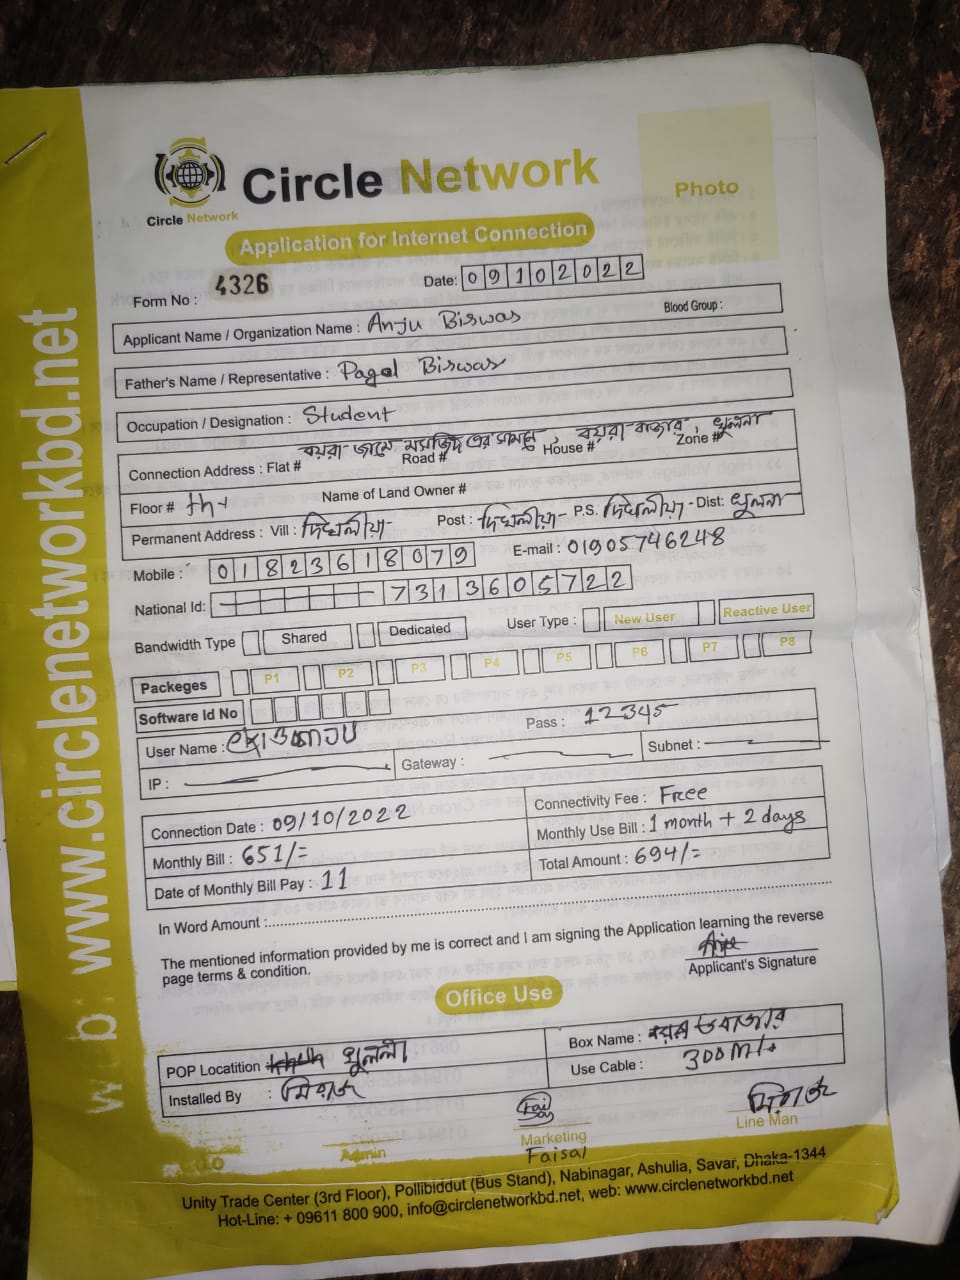 www.circlenetworkbd.net
Circle Network
Circle Network
Photo
Application for Internet Connection
Form No : 4326
Date: 09102022
Applicant Name / Organization Name : Anju Biswas
Blood Group :
Father's Name / Representative : Pagol Biswas
Occupation / Designation : Student
বয়রা জামে মসজিদ এর সামনে, বয়রা বাজার, খুলনা
Connection Address : Flat # Road # House # Zone #
Floor # Name of Land Owner #
Permanent Address : Vill : দিঘলীয়া Post : দিঘলীয়া P.S. দিঘলীয়া Dist: খুলনা
Mobile : 01823618079 E-mail : 01905746248
National Id: 7313605722
Bandwidth Type Shared Dedicated User Type : New User Reactive User
Packeges P1 P2 P3 P4 P5 P6 P7 P8
Software Id No
User Name : Pass : 12345
IP : Gateway : Subnet :
Connection Date : 09/10/2022 Connectivity Fee : Free
Monthly Bill : 651/= Monthly Use Bill : 1 month + 2 days
Date of Monthly Bill Pay : 11 Total Amount : 694/=
In Word Amount :
The mentioned information provided by me is correct and I am signing the Application learning the reverse
page terms & condition.
Applicant's Signature
Office Use
POP Locatition খুলনা Box Name :
Installed By : মিরাজ Use Cable : 300M
Admin Marketing Line Man
Faisal মিরাজ
Unity Trade Center (3rd Floor), Pollibiddut (Bus Stand), Nabinagar, Ashulia, Savar, Dhaka-1344
Hot-Line: + 09611 800 900, info@circlenetworkbd.net, web: www.circlenetworkbd.net